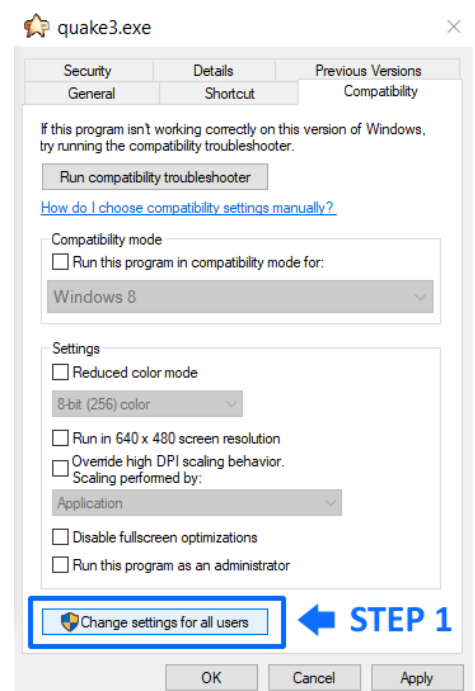 quake3.exe
Security Details Previous Versions
General Shortcut Compatibility
If this program isn't working correctly on this version of Windows,
try running the compatibility troubleshooter.
Run compatibility troubleshooter
How do I choose compatibility settings manually?
Compatibility mode
Run this program in compatibility mode for:
Windows 8
Settings
Reduced color mode
8-bit (256) color
Run in 640 x 480 screen resolution
Override high DPI scaling behavior.
Scaling performed by:
Application
Disable fullscreen optimizations
Run this program as an administrator
Change settings for all users STEP 1
OK Cancel Apply